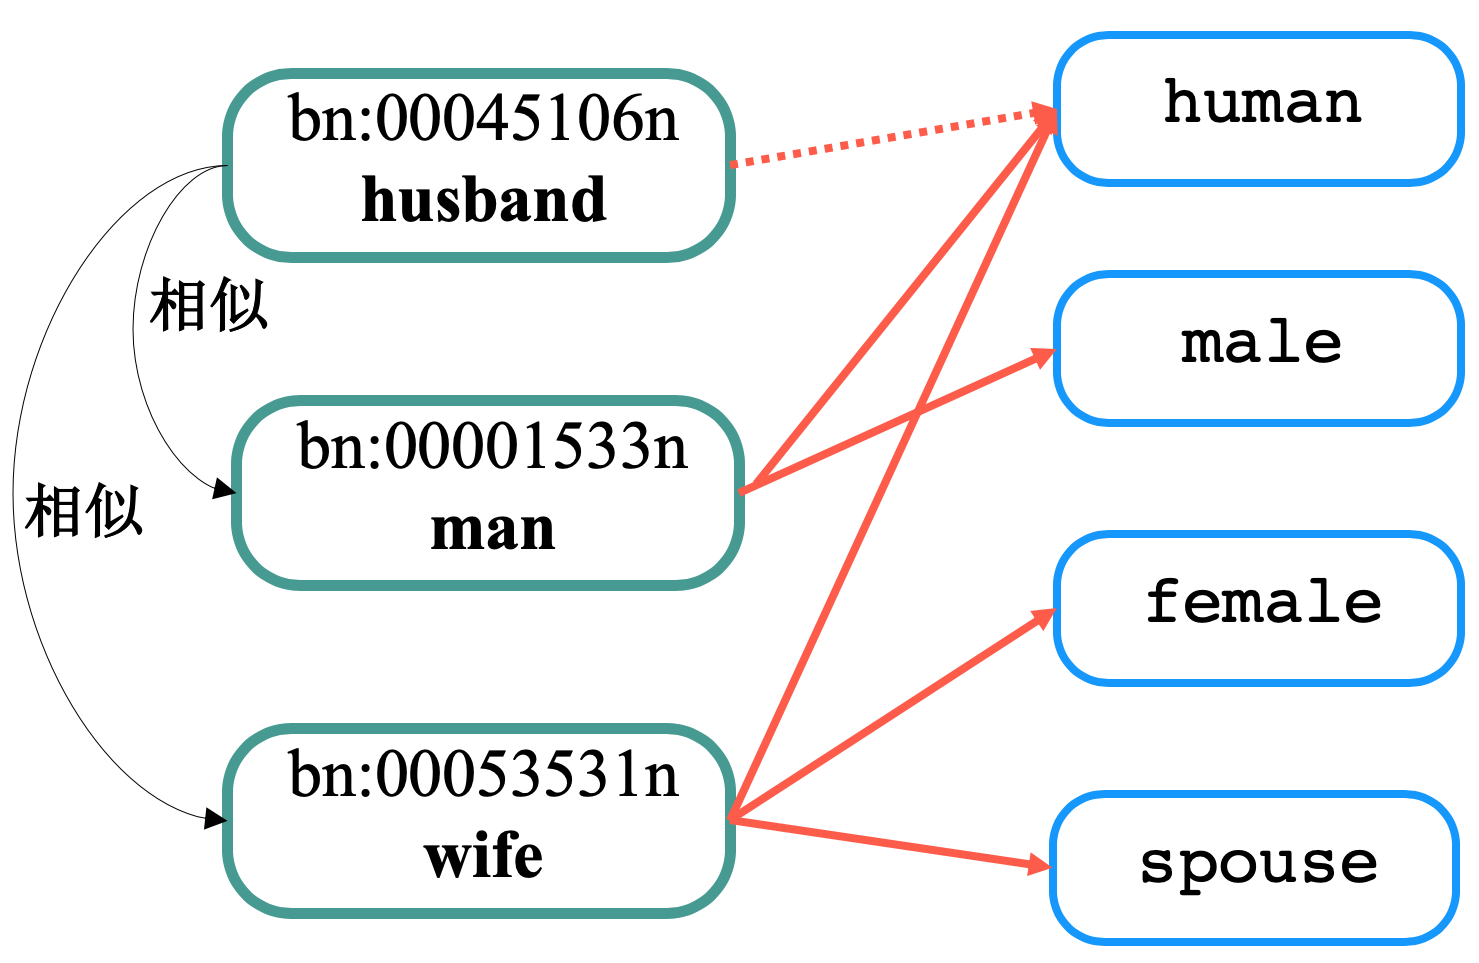 bn:00045106n
husband
human
相似
male
bn:00001533n
man
相似
female
bn:00053531n
wife
spouse